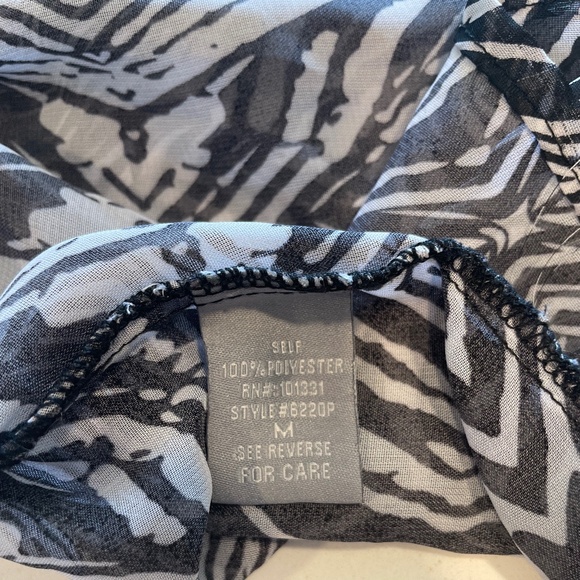 SELF
100% POLYESTER
RN#:101331
STYLE#:6220P
M
SEE REVERSE
FOR CARE